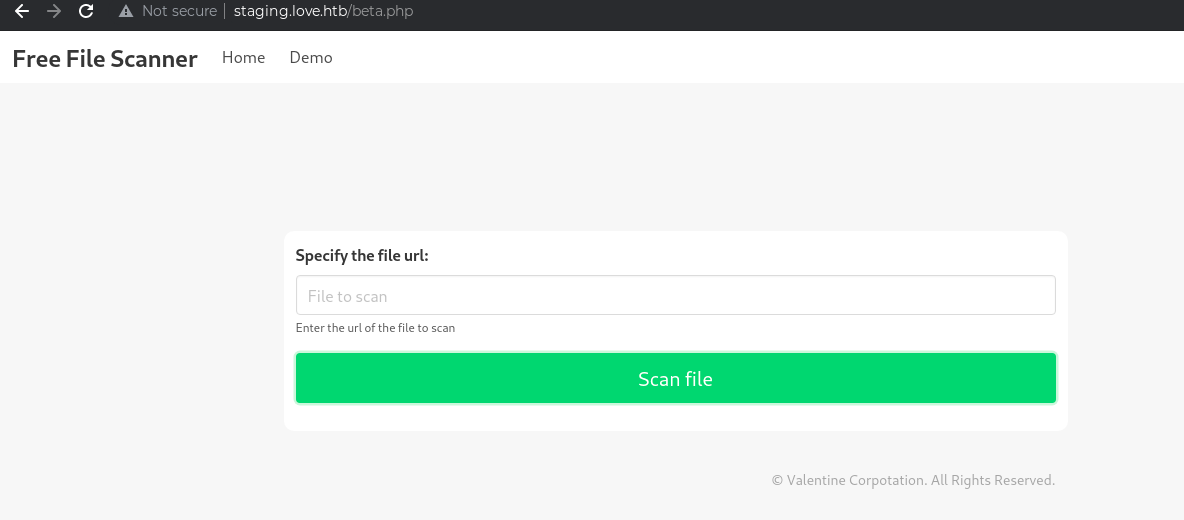 Not secure | staging.love.htb/beta.php
Free File Scanner Home Demo
Specify the file url:
File to scan
Enter the url of the file to scan
Scan file
© Valentine Corpotation. All Rights Reserved.